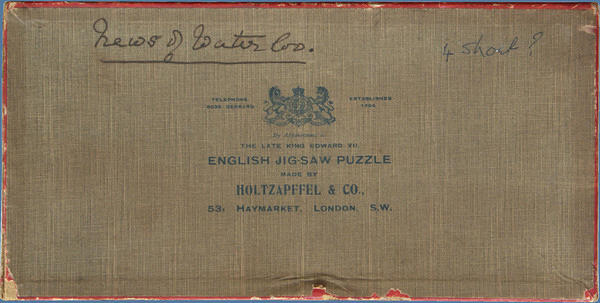 News of Waterloo.
4 short?
TELEPHONE
ESTABLISHED
By Appointment to
THE LATE KING EDWARD VII.
ENGLISH JIG-SAW PUZZLE
MADE BY
HOLTZAPFFEL & CO.,
53, HAYMARKET, LONDON, S.W.